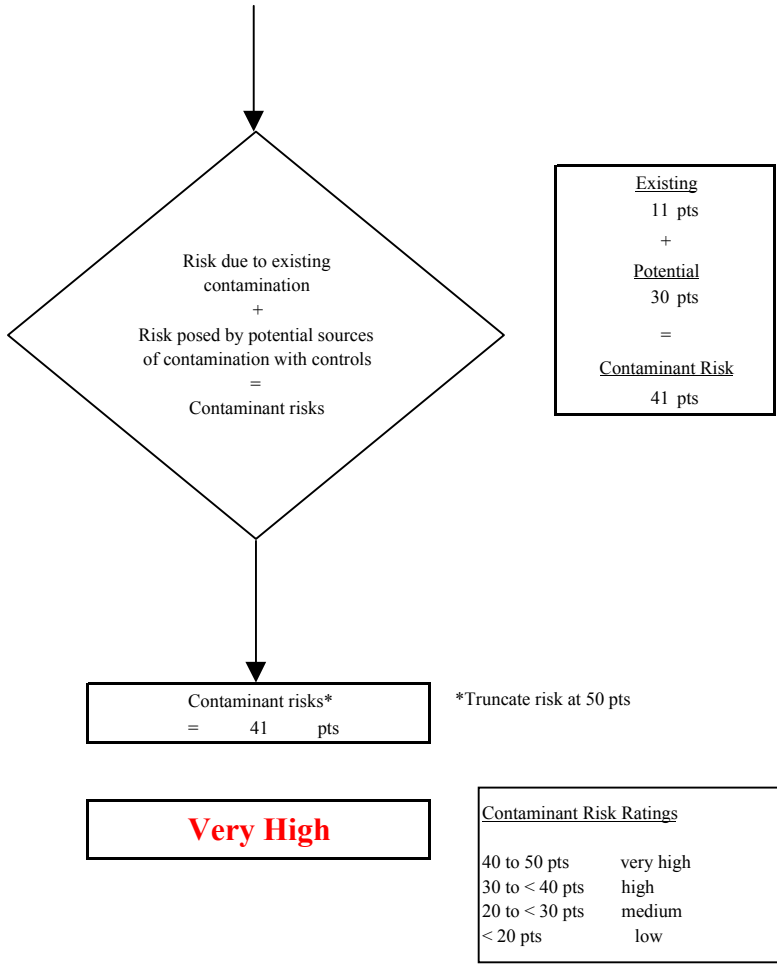 Risk due to existing
contamination
+
Risk posed by potential sources
of contamination with controls
=
Contaminant risks
Existing
11 pts
+
Potential
30 pts
=
Contaminant Risk
41 pts
Contaminant risks*
= 41 pts
*Truncate risk at 50 pts
Very High
Contaminant Risk Ratings
40 to 50 pts very high
30 to < 40 pts high
20 to < 30 pts medium
< 20 pts low